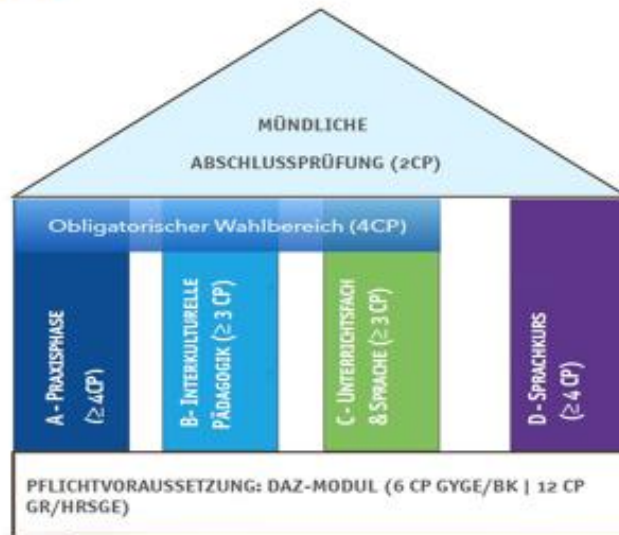 MÜNDLICHE
ABSCHLUSSPRÜFUNG (2CP)
Obligatorischer Wahlbereich (4CP)
A - PRAXISPHASE
(≥ 4CP)
B- INTERKULTURELLE
PÄDAGOGIK (≥ 3 CP)
C - UNTERRICHTSFACH
& SPRACHE (≥ 3 CP)
D - SPRACHKURS
(≥ 4 CP)
PFLICHTVORAUSSETZUNG: DAZ-MODUL (6 CP GYGE/BK | 12 CP
GR/HRSGE)